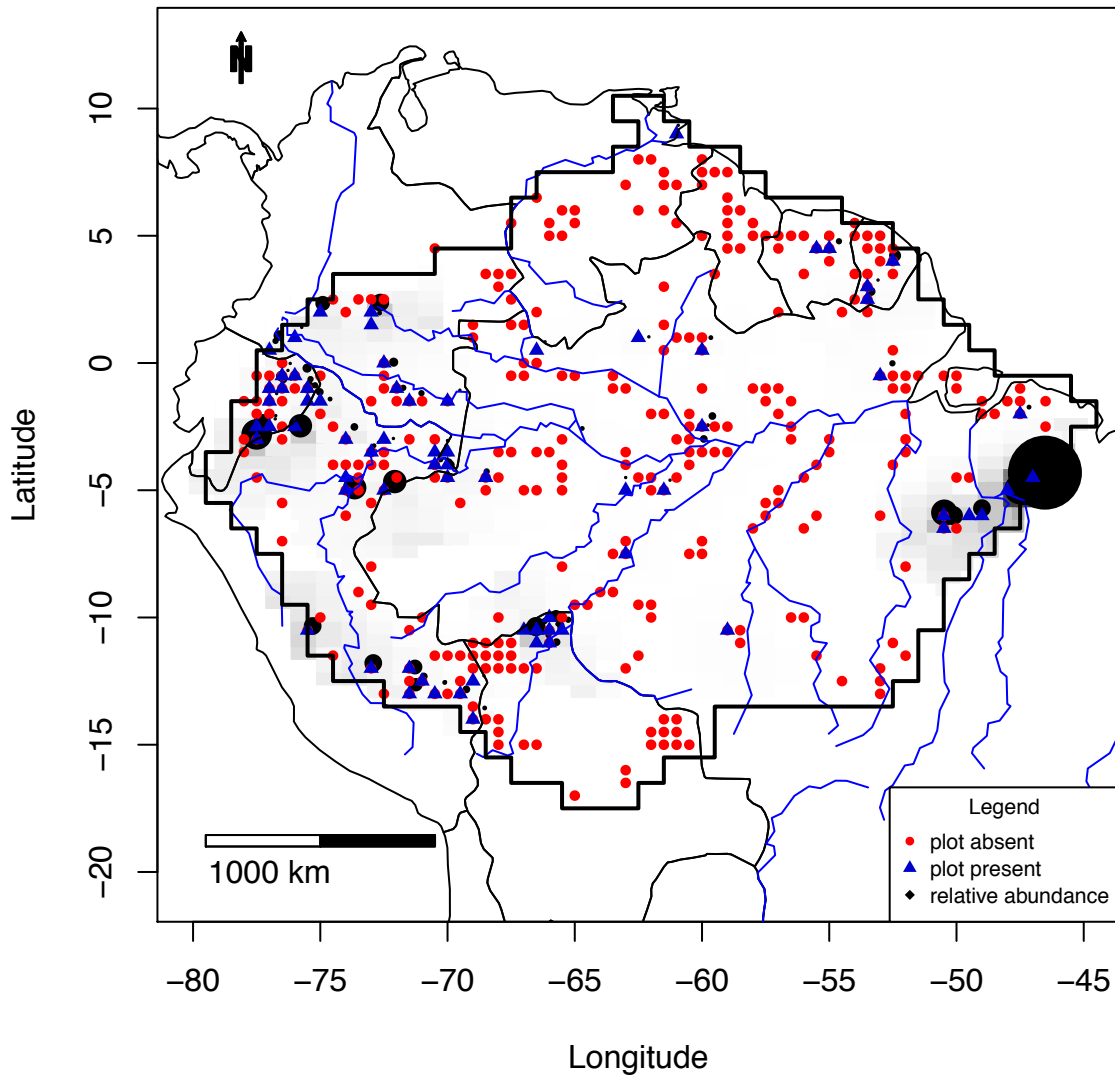 N
10
5
0
−5
−10
−15
−20
Latitude
1000 km
Legend
plot absent
plot present
relative abundance
−80
−75
−70
−65
−60
−55
−50
−45
Longitude